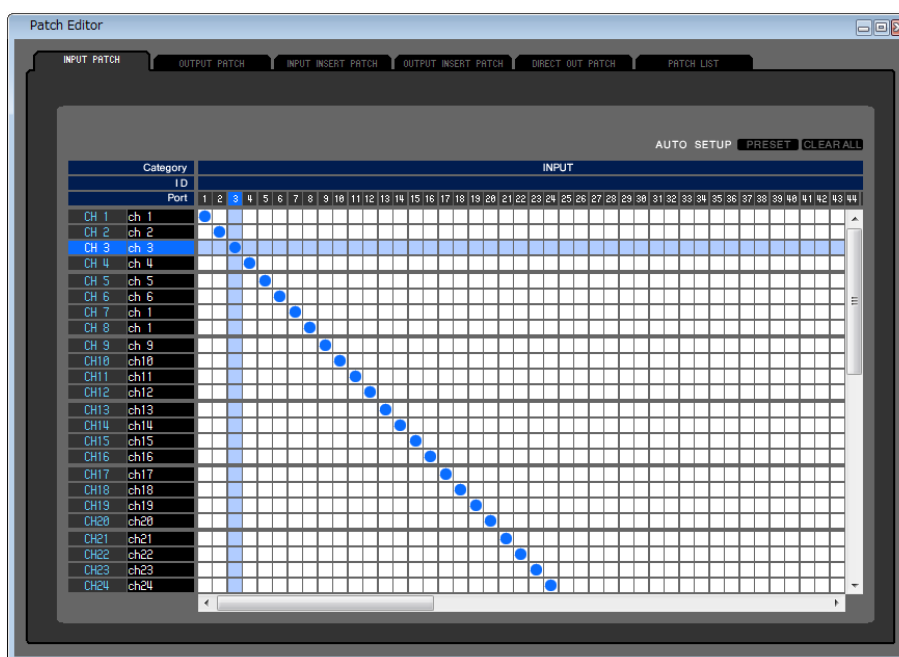 Patch Editor
INPUT PATCH OUTPUT PATCH INPUT INSERT PATCH OUTPUT INSERT PATCH DIRECT OUT PATCH PATCH LIST
AUTO SETUP PRESET CLEAR ALL
Category INPUT
ID
Port 1 2 3 4 5 6 7 8 9 10 11 12 13 14 15 16 17 18 19 20 21 22 23 24 25 26 27 28 29 30 31 32 33 34 35 36 37 38 39 40 41 42 43 44
CH 1 ch 1
CH 2 ch 2
CH 3 ch 3
CH 4 ch 4
CH 5 ch 5
CH 6 ch 6
CH 7 ch 1
CH 8 ch 1
CH 9 ch 9
CH10 ch10
CH11 ch11
CH12 ch12
CH13 ch13
CH14 ch14
CH15 ch15
CH16 ch16
CH17 ch17
CH18 ch18
CH19 ch19
CH20 ch20
CH21 ch21
CH22 ch22
CH23 ch23
CH24 ch24